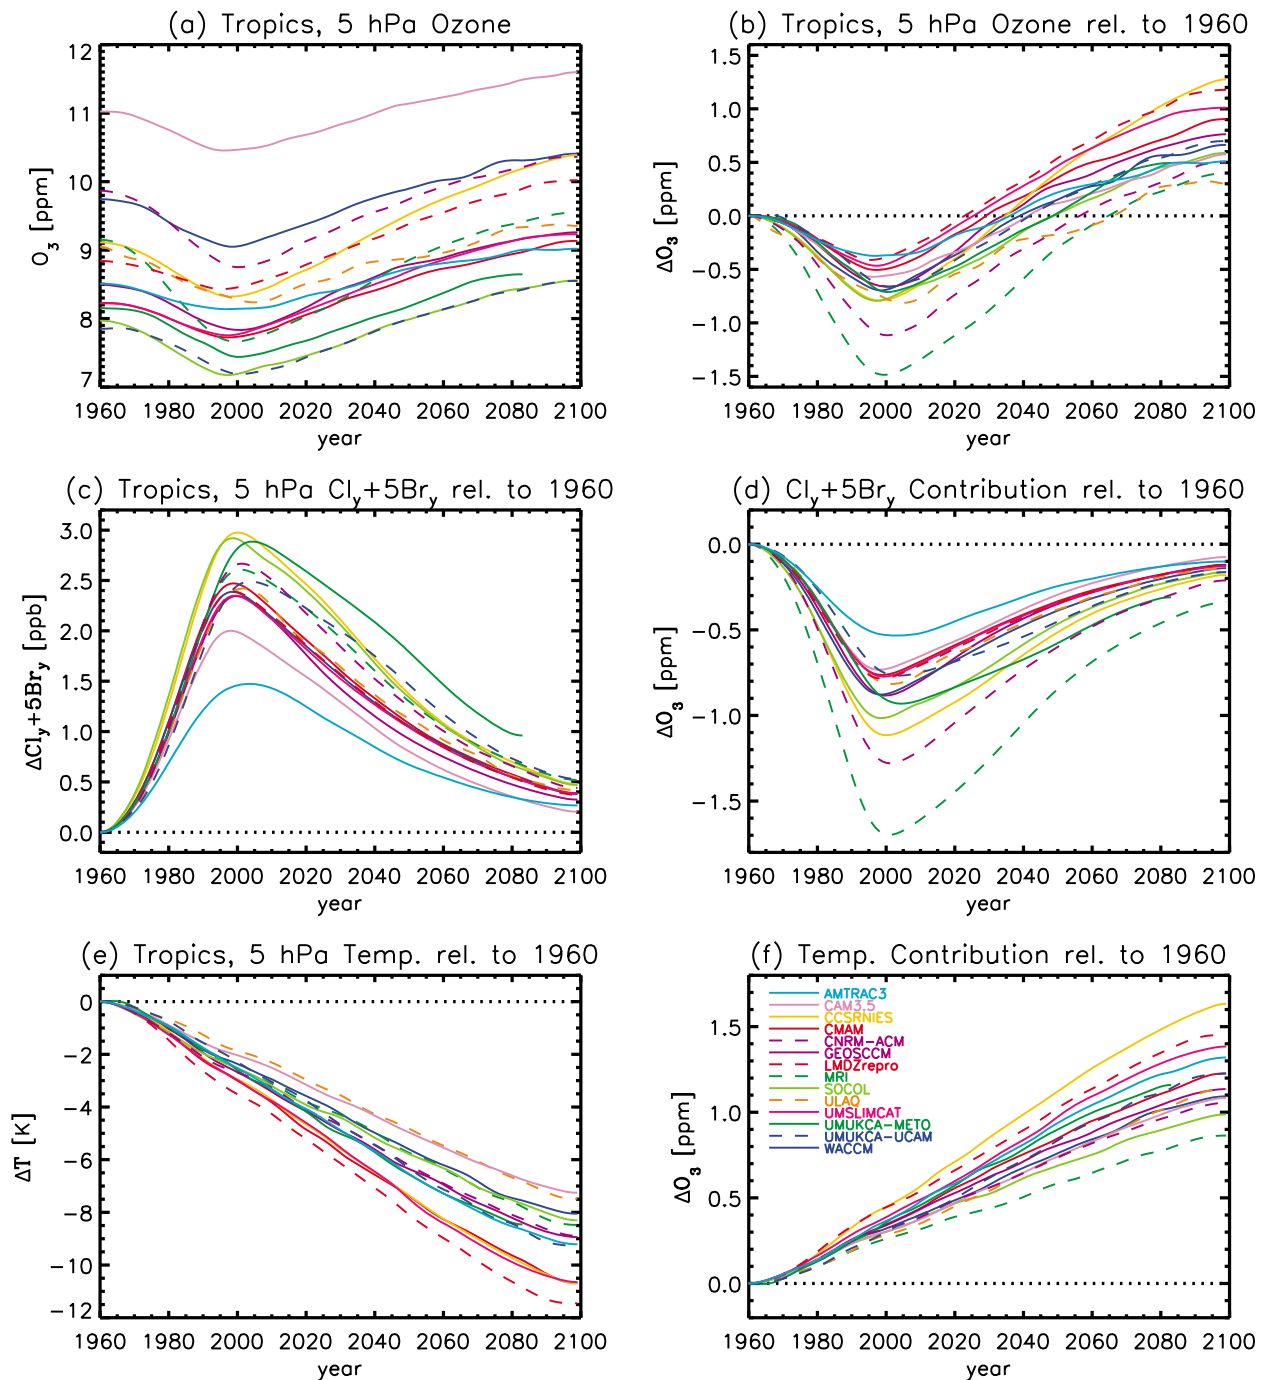 (a) Tropics, 5 hPa Ozone
12
11
10
9
8
7
O3 [ppm]
1960 1980 2000 2020 2040 2060 2080 2100
year
(b) Tropics, 5 hPa Ozone rel. to 1960
1.5
1.0
0.5
0.0
−0.5
−1.0
−1.5
ΔO3 [ppm]
1960 1980 2000 2020 2040 2060 2080 2100
year
(c) Tropics, 5 hPa Cly+5Bry rel. to 1960
3.0
2.5
2.0
1.5
1.0
0.5
0.0
ΔCly+5Bry [ppb]
1960 1980 2000 2020 2040 2060 2080 2100
year
(d) Cly+5Bry Contribution rel. to 1960
0.0
−0.5
−1.0
−1.5
ΔO3 [ppm]
1960 1980 2000 2020 2040 2060 2080 2100
year
(e) Tropics, 5 hPa Temp. rel. to 1960
0
−2
−4
−6
−8
−10
−12
ΔT [K]
1960 1980 2000 2020 2040 2060 2080 2100
year
(f) Temp. Contribution rel. to 1960
1.5
1.0
0.5
0.0
ΔO3 [ppm]
AMTRAC3
CAM3.5
CCSRNIES
CMAM
CNRM-ACM
GEOSCCM
LMDZrepro
MRI
SOCOL
ULAQ
UMSLIMCAT
UMUKCA-METO
UMUKCA-UCAM
WACCM
1960 1980 2000 2020 2040 2060 2080 2100
year